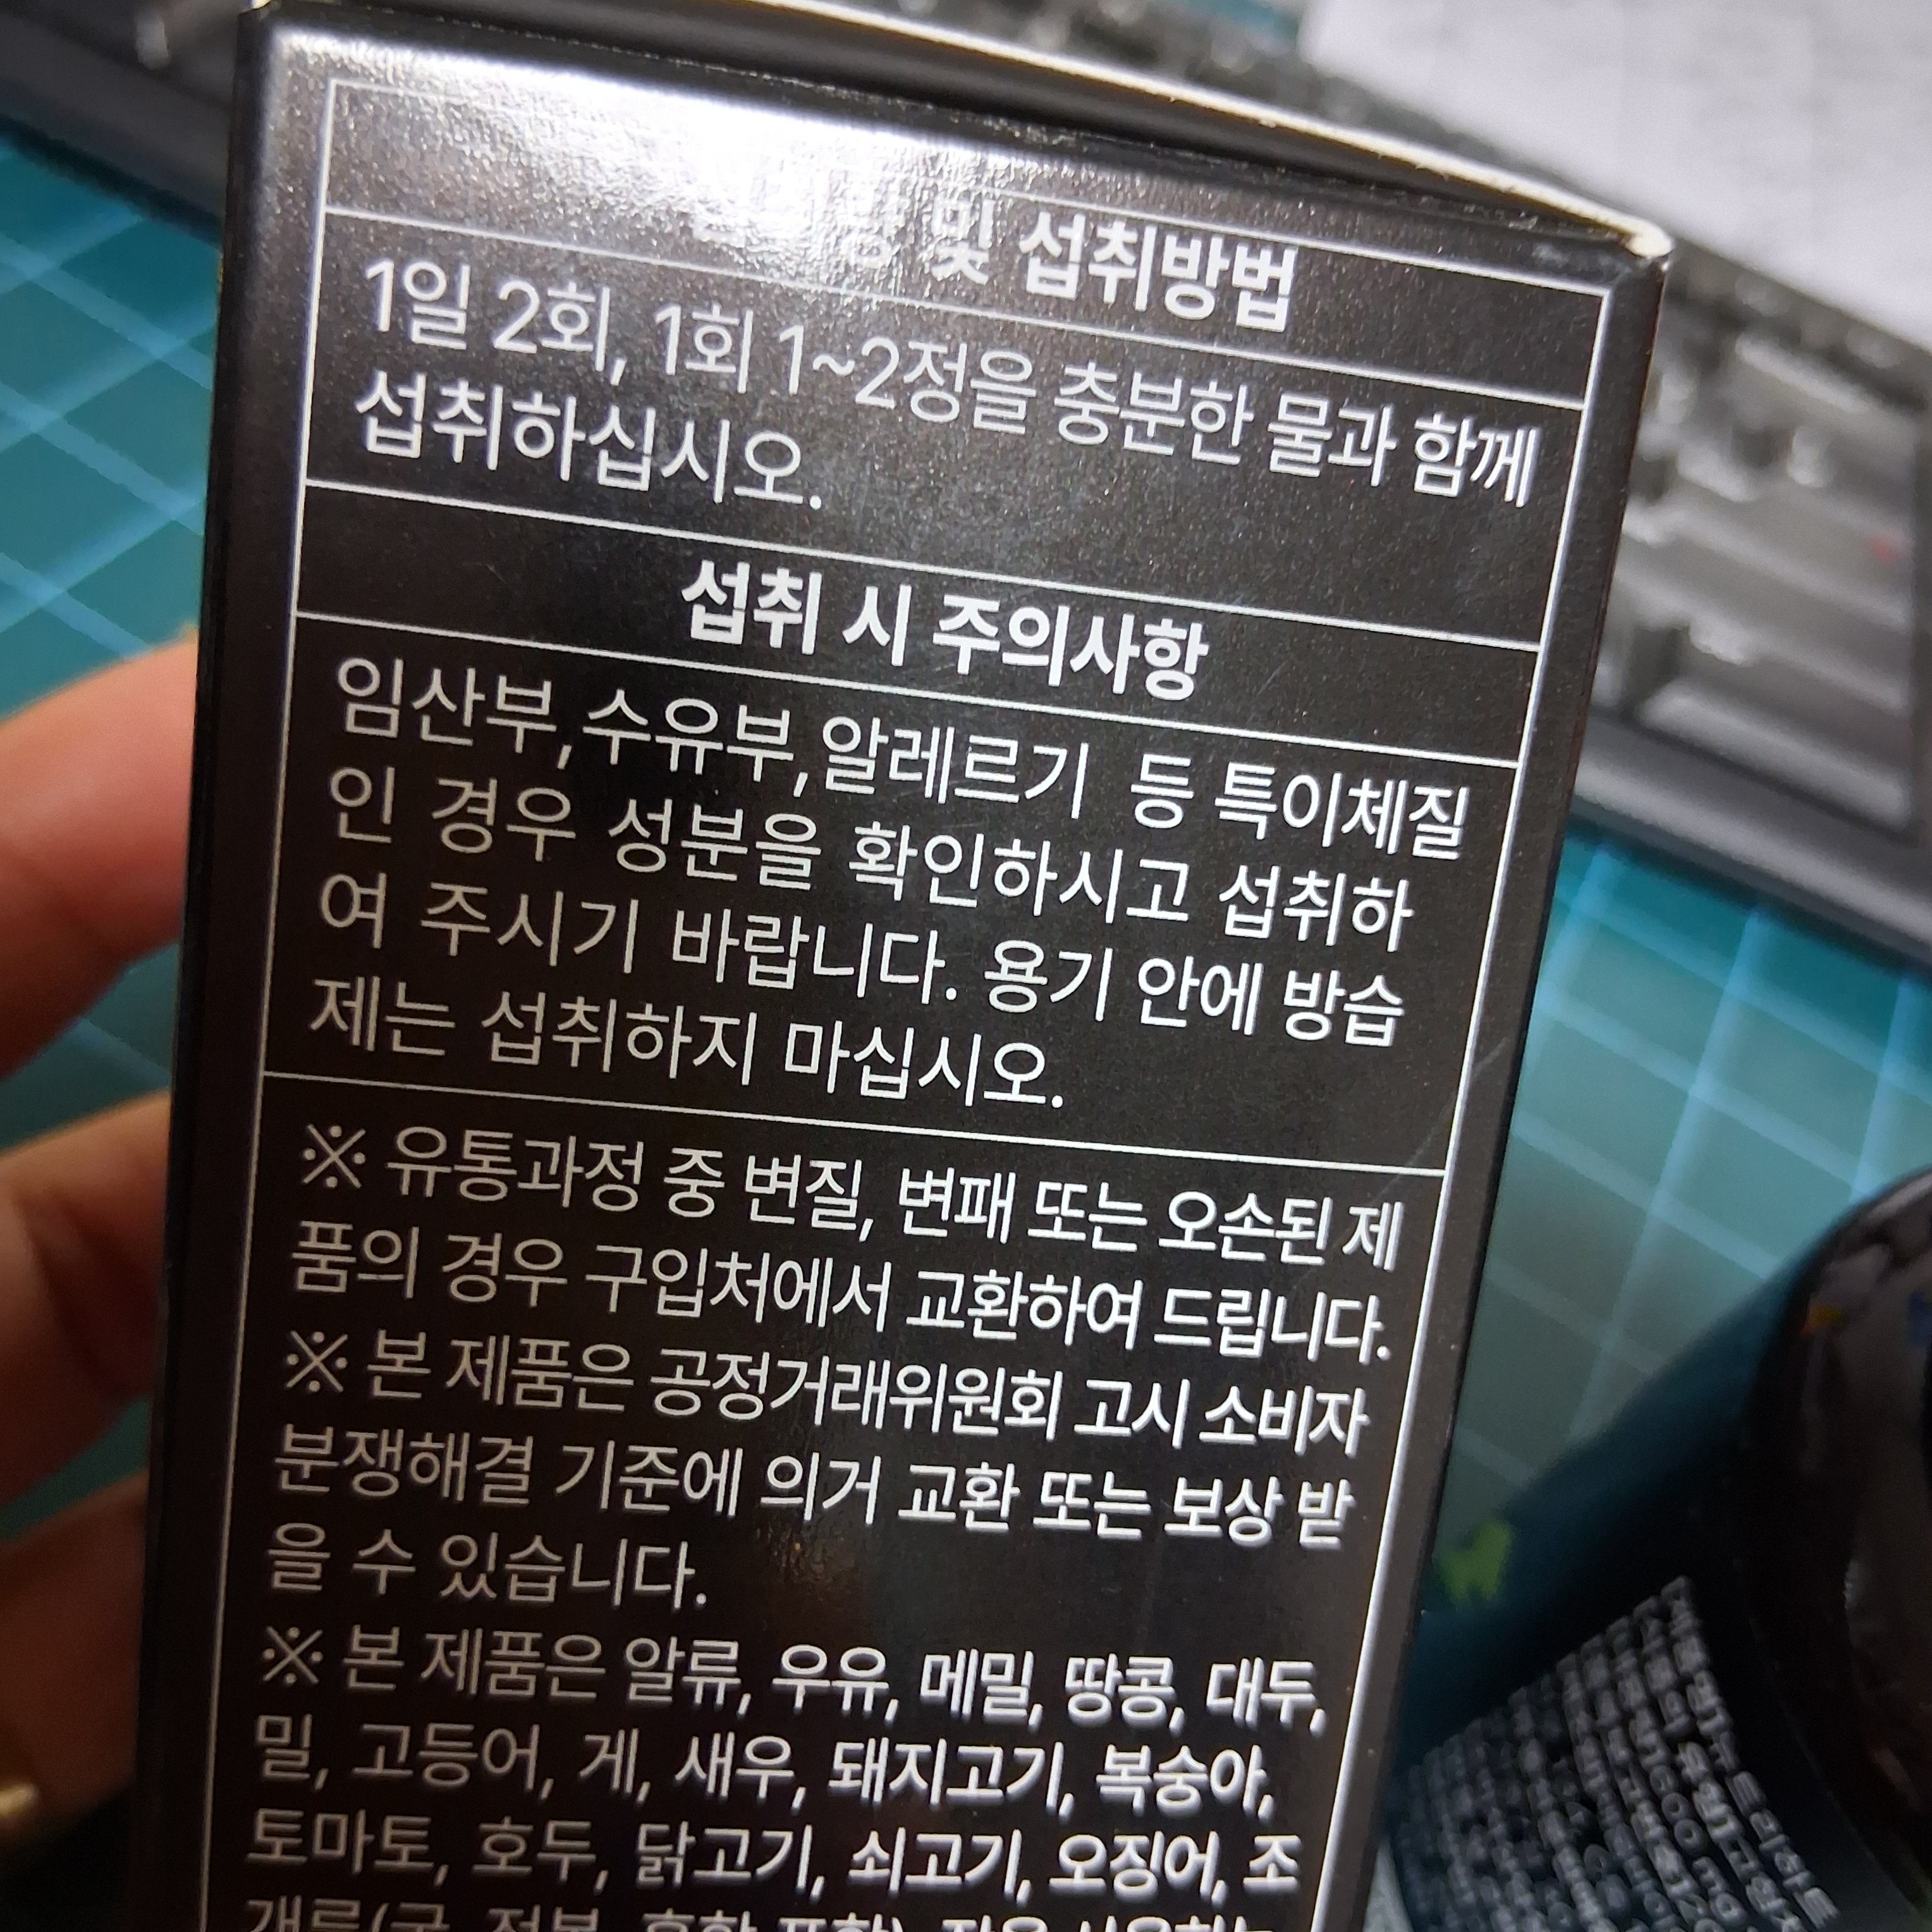 및 섭취방법
1일 2회, 1회 1~2정을 충분한 물과 함께
섭취하십시오.
섭취 시 주의사항
임산부,수유부,알레르기 등 특이체질
인 경우 성분을 확인하시고 섭취하
여 주시기 바랍니다. 용기 안에 방습
제는 섭취하지 마십시오.
※ 유통과정 중 변질, 변패 또는 오손된 제
품의 경우 구입처에서 교환하여 드립니다.
※ 본 제품은 공정거래위원회 고시 소비자
분쟁해결 기준에 의거 교환 또는 보상 받
을 수 있습니다.
※ 본 제품은 알류, 우유, 메밀, 땅콩, 대두,
밀, 고등어, 게, 새우, 돼지고기, 복숭아,
토마토, 호두, 닭고기, 쇠고기, 오징어, 조